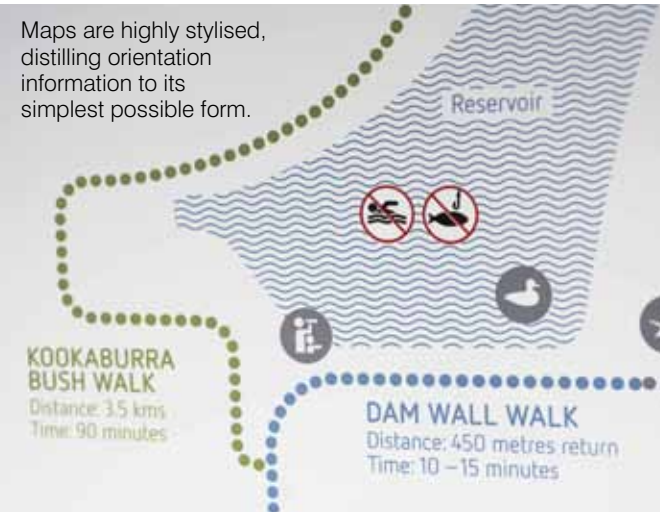 Maps are highly stylised,
distilling orientation
information to its
simplest possible form.
Reservoir
KOOKABURRA
BUSH WALK
Distance: 3.5 kms
Time: 90 minutes
DAM WALL WALK
Distance: 450 metres return
Time: 10 – 15 minutes